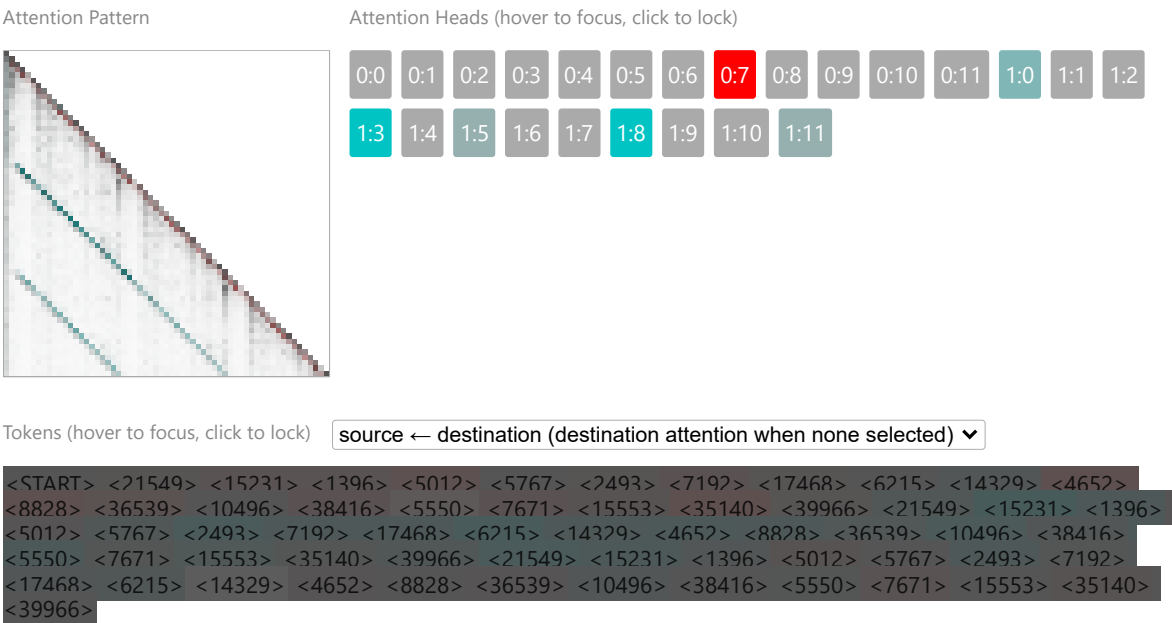 Attention Pattern
Attention Heads (hover to focus, click to lock)
0:0 0:1 0:2 0:3 0:4 0:5 0:6 0:7 0:8 0:9 0:10 0:11 1:0 1:1 1:2
1:3 1:4 1:5 1:6 1:7 1:8 1:9 1:10 1:11
Tokens (hover to focus, click to lock)
source ← destination (destination attention when none selected)
<START> <21549> <15231> <1396> <5012> <5767> <2493> <7192> <17468> <6215> <14329> <4652>
<8828> <36539> <10496> <38416> <5550> <7671> <15553> <35140> <39966> <21549> <15231> <1396>
<5012> <5767> <2493> <7192> <17468> <6215> <14329> <4652> <8828> <36539> <10496> <38416>
<5550> <7671> <15553> <35140> <39966> <21549> <15231> <1396> <5012> <5767> <2493> <7192>
<17468> <6215> <14329> <4652> <8828> <36539> <10496> <38416> <5550> <7671> <15553> <35140>
<39966>